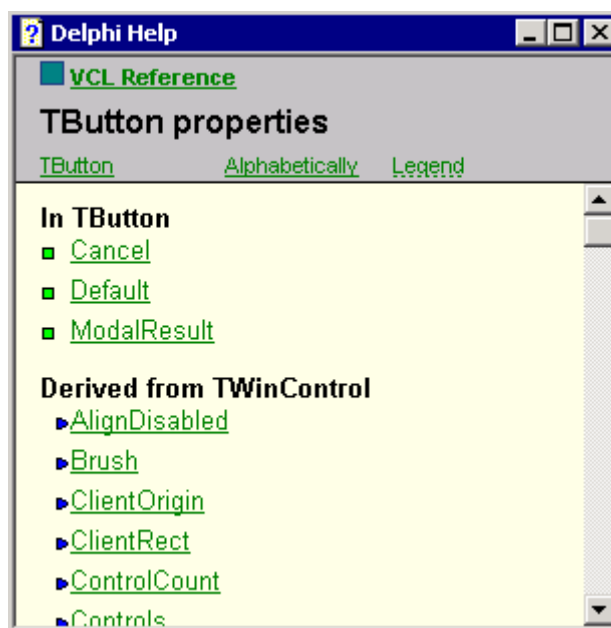 Delphi Help
VCL Reference
TButton properties
TButton Alphabetically Legend
In TButton
Cancel
Default
ModalResult
Derived from TWinControl
AlignDisabled
Brush
ClientOrigin
ClientRect
ControlCount
Controls